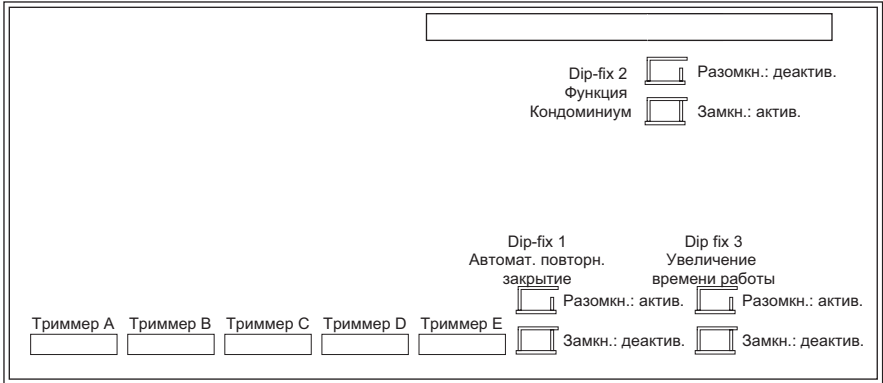 Dip-fix 2
Функция
Кондоминиум
Разомкн.: деактив.
Замкн.: актив.
Dip-fix 1
Автомат. повторн.
закрытие
Разомкн.: актив.
Замкн.: деактив.
Dip fix 3
Увеличение
времени работы
Разомкн.: актив.
Замкн.: деактив.
Триммер A
Триммер B
Триммер C
Триммер D
Триммер E